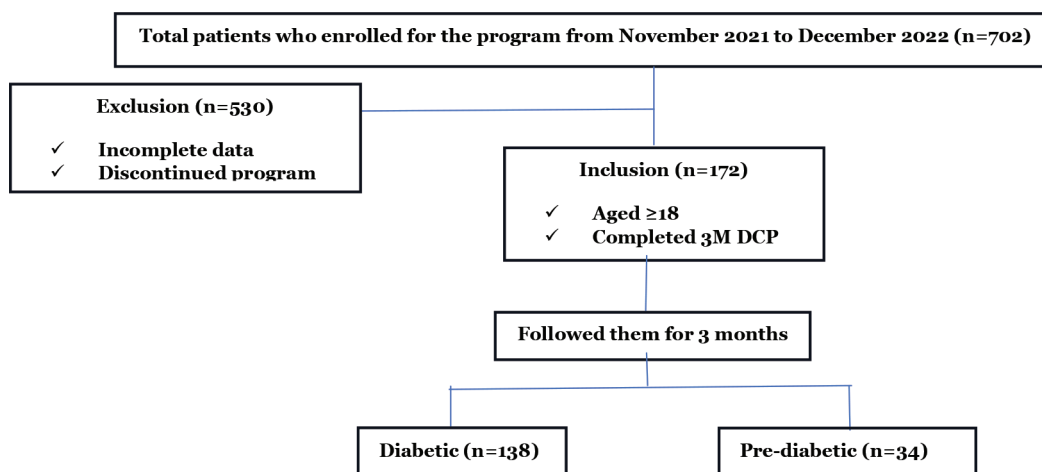 Total patients who enrolled for the program from November 2021 to December 2022 (n=702)
Exclusion (n=530)
✓ Incomplete data
✓ Discontinued program
Inclusion (n=172)
✓ Aged ≥18
✓ Completed 3M DCP
Followed them for 3 months
Diabetic (n=138)
Pre-diabetic (n=34)